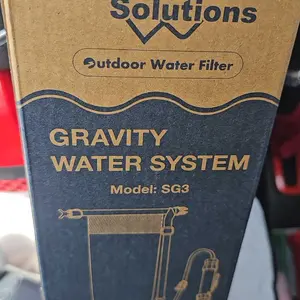 Solutions
Outdoor Water Filter
GRAVITY
WATER SYSTEM
Model: SG3